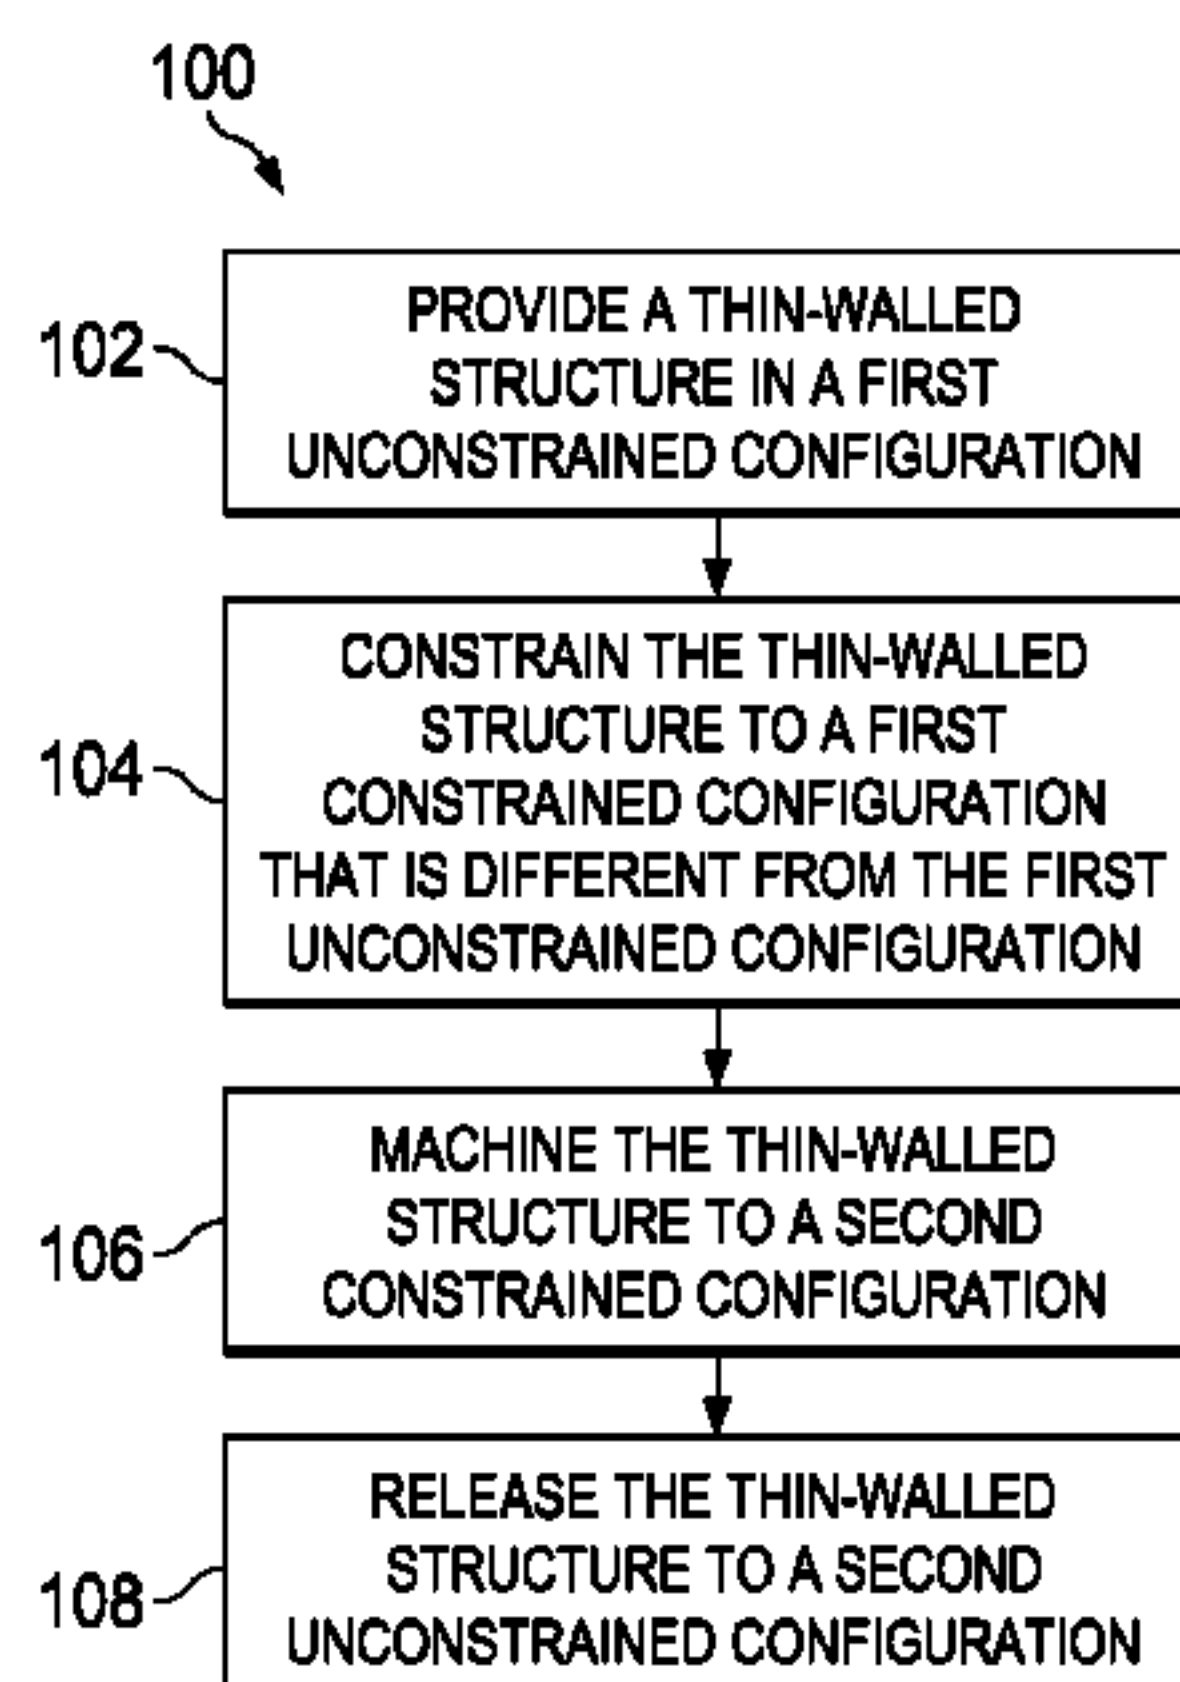 100
102
PROVIDE A THIN-WALLED
STRUCTURE IN A FIRST
UNCONSTRAINED CONFIGURATION
104
CONSTRAIN THE THIN-WALLED
STRUCTURE TO A FIRST
CONSTRAINED CONFIGURATION
THAT IS DIFFERENT FROM THE FIRST
UNCONSTRAINED CONFIGURATION
106
MACHINE THE THIN-WALLED
STRUCTURE TO A SECOND
CONSTRAINED CONFIGURATION
108
RELEASE THE THIN-WALLED
STRUCTURE TO A SECOND
UNCONSTRAINED CONFIGURATION